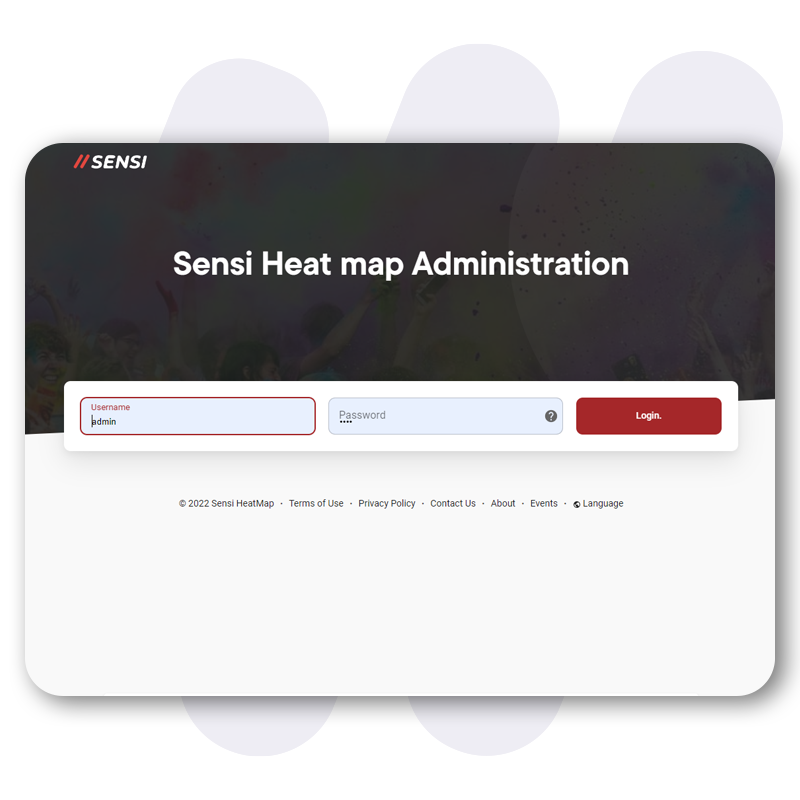 //SENSI
Sensi Heat map Administration
Username
admin
Password
••••
?
Login.
© 2022 Sensi HeatMap · Terms of Use · Privacy Policy · Contact Us · About · Events · Language